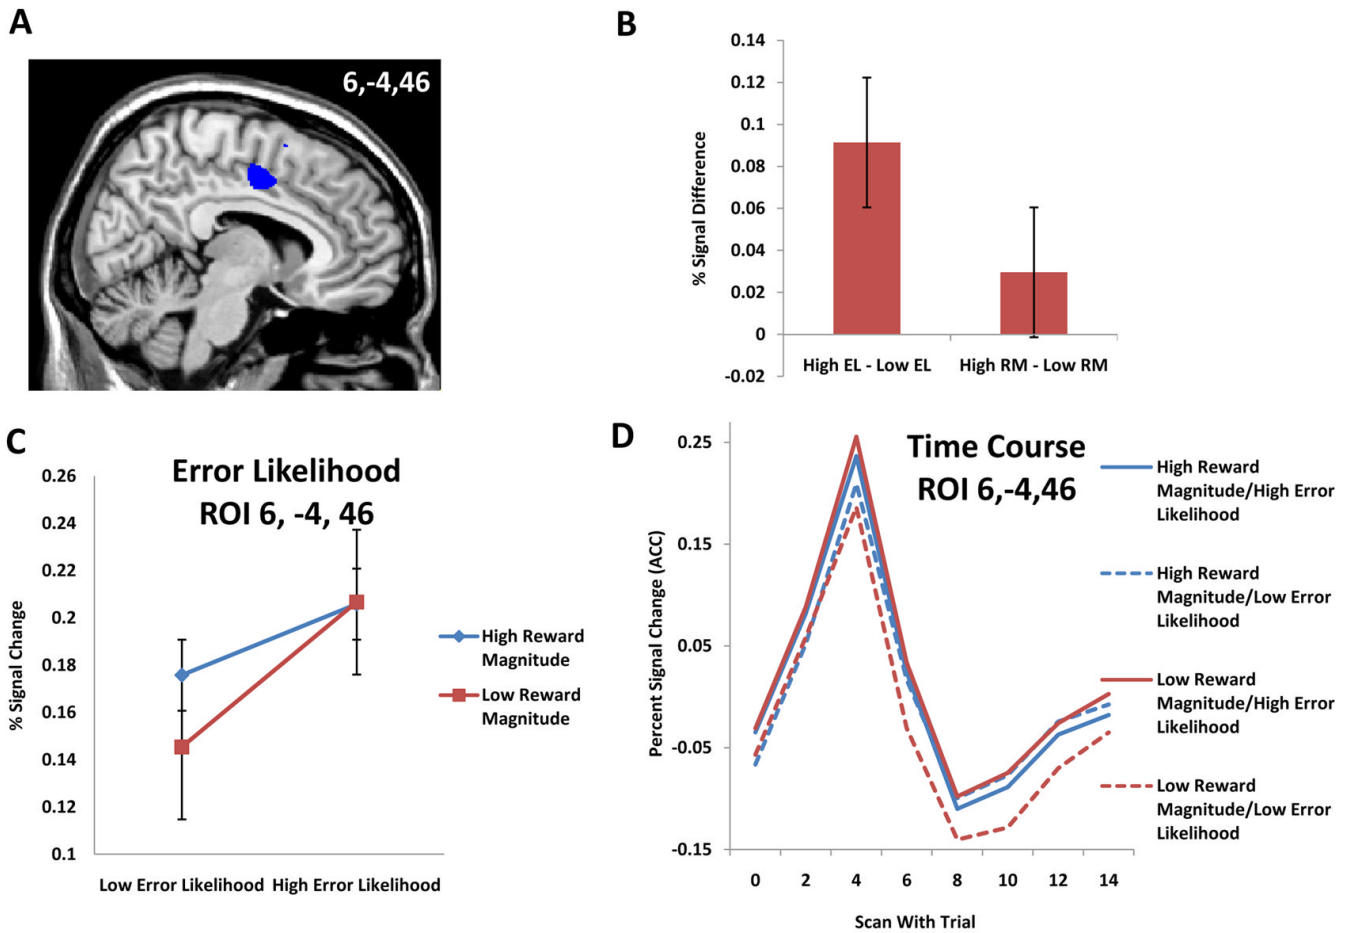 A
6,-4,46
B
0.14
0.12
0.1
0.08
0.06
0.04
0.02
0
-0.02
% Signal Difference
High EL - Low EL
High RM - Low RM
C
Error Likelihood
ROI 6, -4, 46
0.26
0.24
0.22
0.2
0.18
0.16
0.14
0.12
0.1
% Signal Change
Low Error Likelihood
High Error Likelihood
High Reward
Magnitude
Low Reward
Magnitude
D
Time Course
ROI 6,-4,46
0.25
0.15
0.05
-0.05
-0.15
Percent Signal Change (ACC)
0 2 4 6 8 10 12 14
Scan With Trial
High Reward
Magnitude/High Error
Likelihood
High Reward
Magnitude/Low Error
Likelihood
Low Reward
Magnitude/High Error
Likelihood
Low Reward
Magnitude/Low Error
Likelihood